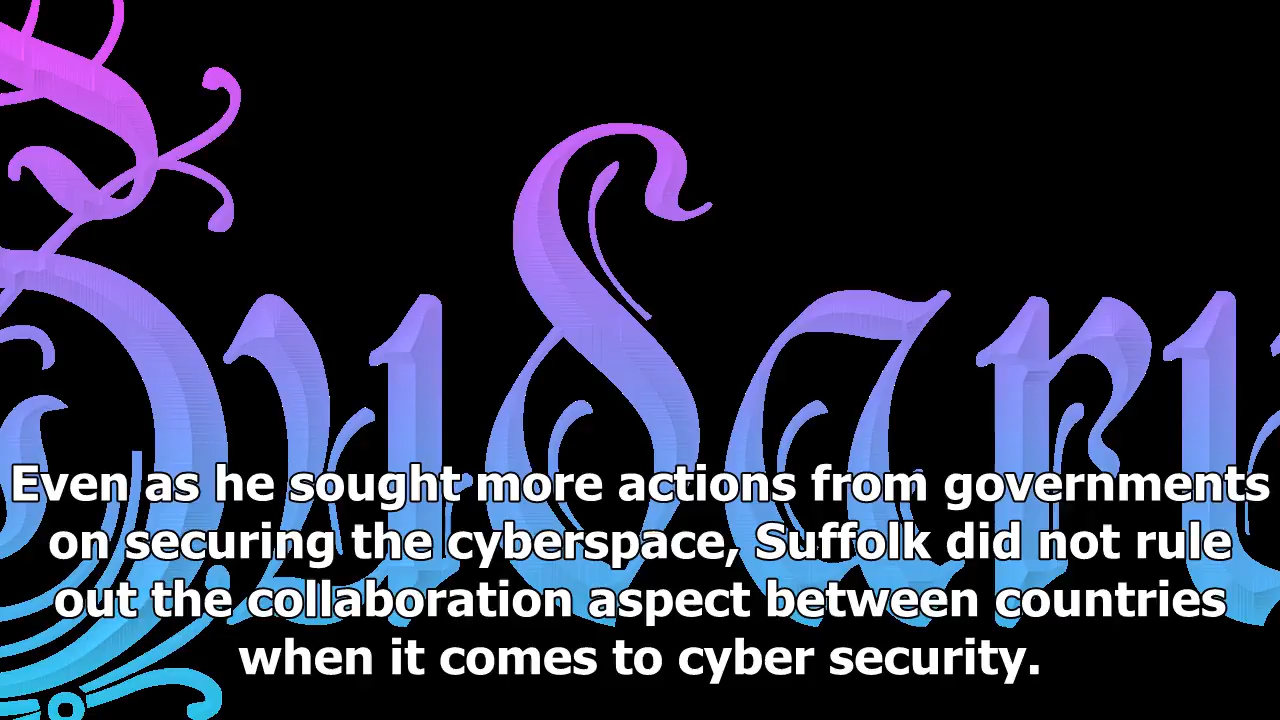 Even as he sought more actions from governments
on securing the cyberspace, Suffolk did not rule
out the collaboration aspect between countries
when it comes to cyber security.